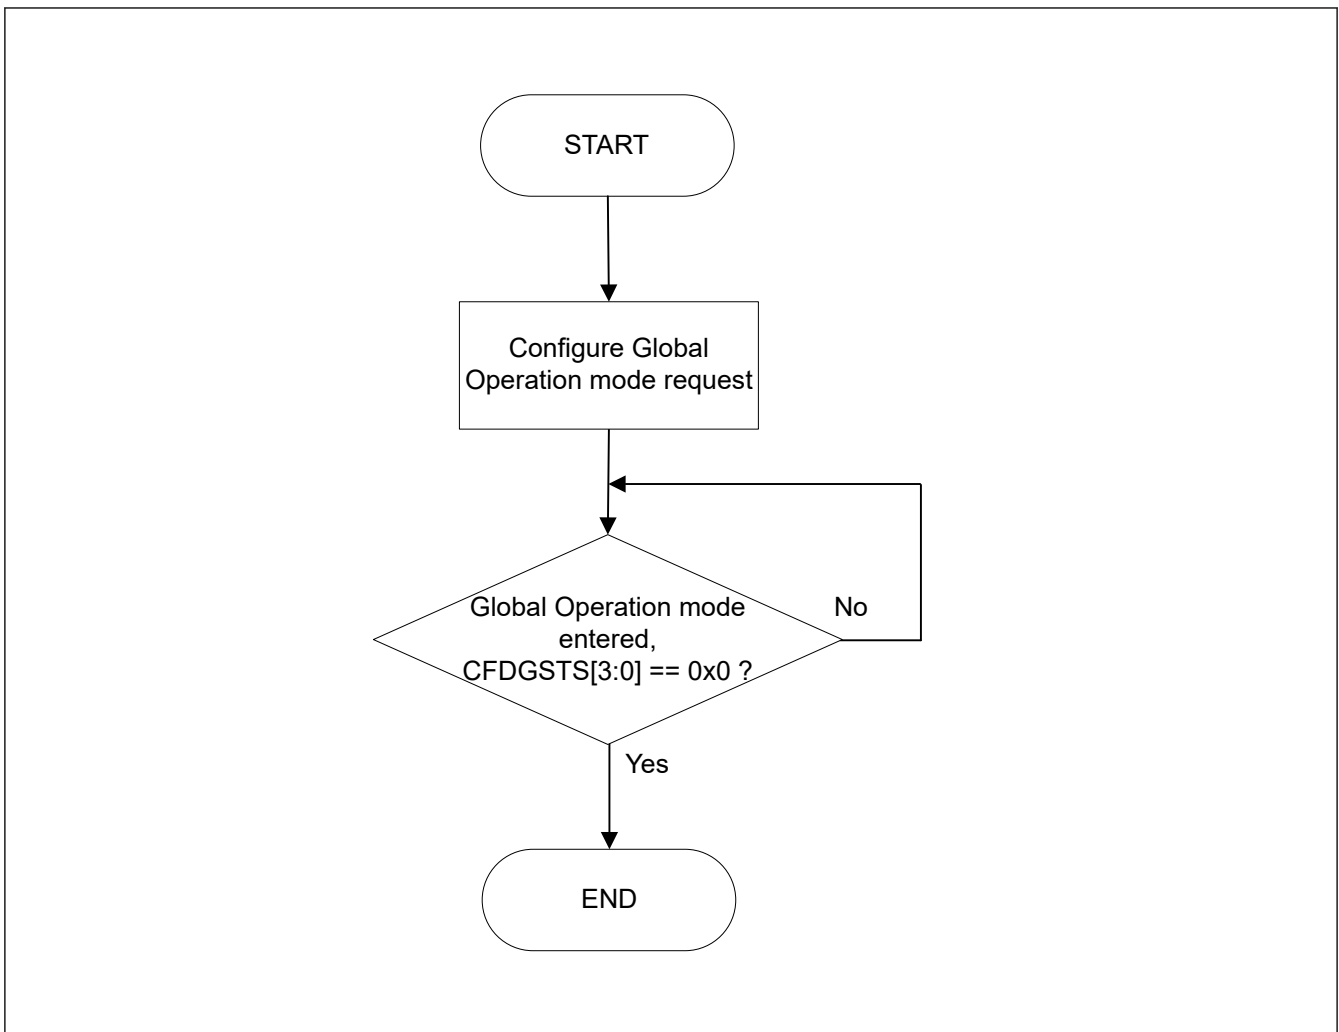 START
Configure Global
Operation mode request
Global Operation mode
entered,
CFDGSTS[3:0] == 0x0 ?
No
Yes
END